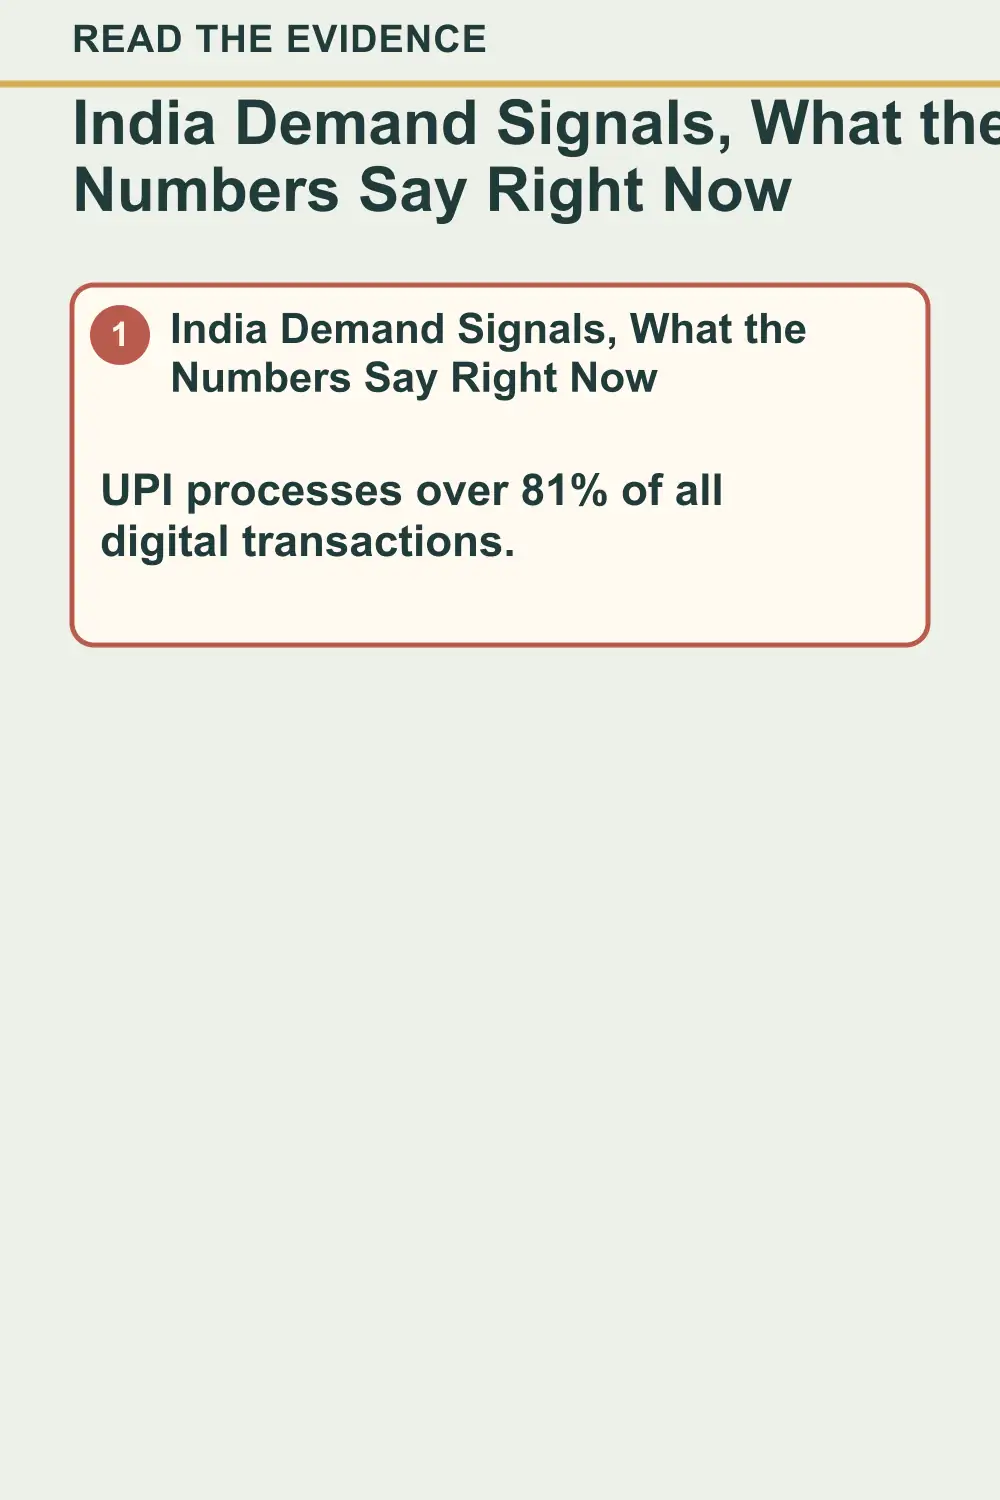 READ THE EVIDENCE
India Demand Signals, What the
Numbers Say Right Now
1
India Demand Signals, What the
Numbers Say Right Now
UPI processes over 81% of all
digital transactions.